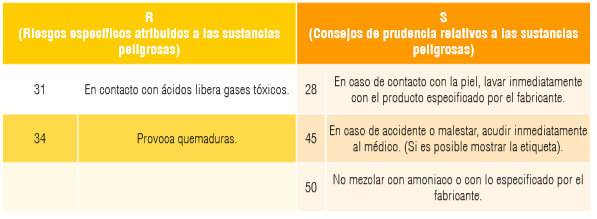 R
(Riesgos específicos atribuidos a las sustancias
peligrosas)
S
(Consejos de prudencia relativos a las sustancias
peligrosas)
31
En contacto con ácidos libera gases tóxicos.
28
En caso de contacto con la piel, lavar inmediatamente
con el producto especificado por el fabricante.
34
Provoca quemaduras.
45
En caso de accidente o malestar, acudir inmediatamente
al médico. (Si es posible mostrar la etiqueta).
50
No mezolar con amoniaco o con lo especificado por el
fabricante.